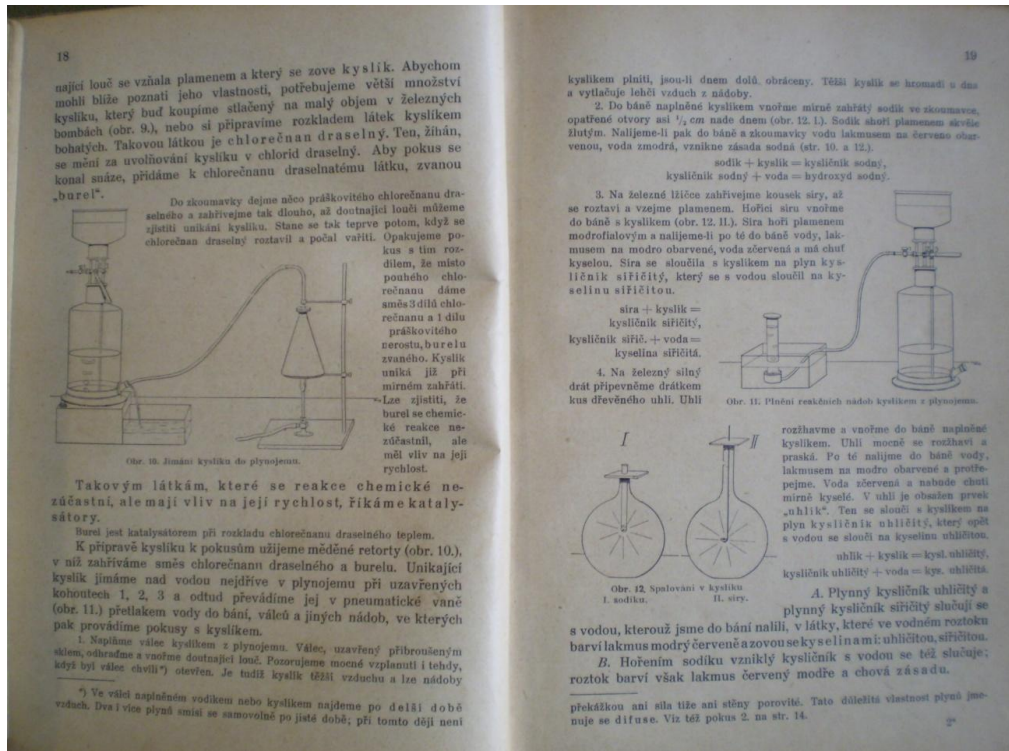 18
nající louč se vzňala plamenem a který se zove kyslík. Abychom
mohli blíže poznati jeho vlastnosti, potřebujeme větší množství
kyslíku, který buď koupíme stlačený na malý objem v železných
bombách (obr. 9.), nebo si připravíme rozkladem látek kyslíkem
bohatých. Takovou látkou je chlorečnan draselný. Ten, žíhán,
se mění za uvolňování kyslíku v chlorid draselný. Aby pokus se
konal snáze, přidáme k chlorečnanu draselnatému látku, zvanou
„burel“.
Do zkoumavky dejme něco práškovitého chlorečnanu dra-
selného a zahřívejme tak dlouho, až doutnající loučí můžeme
zjistiti unikání kyslíku. Stane se tak teprve potom, když se
chlorečnan draselný roztavil a počal vařiti. Opakujeme po-
kus s tím roz-
dílem, že místo
pouhého chlo-
rečnanu dáme
směs 3 dílů chlo-
rečnanu a 1 dílu
práškovitého
nerostu, burelu
zvaného. Kyslík
uniká již při
mírném zahřátí.
Lze zjistiti, že
burel se chemic-
ké reakce ne-
zúčastnil, ale
měl vliv na její
rychlost.
Obr. 10. Jímání kyslíku do plynojemu.
Takovým látkám, které se reakce chemické ne-
zúčastní, ale mají vliv na její rychlost, říkáme kataly-
sátory.
Burel jest katalysátorem při rozkladu chlorečnanu draselného teplem.
K přípravě kyslíku k pokusům užijeme měděné retorty (obr. 10.),
v níž zahříváme směs chlorečnanu draselného a burelu. Unikající
kyslík jímáme nad vodou nejdříve v plynojemu při uzavřených
kohoutech 1, 2, 3 a odtud převádíme jej v pneumatické vaně
(obr. 11.) přetlakem vody do bání, válců a jiných nádob, ve kterých
pak provádíme pokusy s kyslíkem.
1. Naplňme válec kyslíkem z plynojemu. Válec, uzavřený přibroušeným
sklem, odhraďme a vnořme doutnající louč. Pozorujeme mocné vzplanutí i tehdy,
když byl válec chvíli*) otevřen. Je tudíž kyslík těžší vzduchu a lze nádoby
*) Ve válci naplněném vodíkem nebo kyslíkem najdeme po delší době
vzduch. Dva i více plynů smísí se samovolně po jisté době; při tomto ději není
19
kyslíkem plniti, jsou-li dnem dolů obráceny. Těžší kyslík se hromadí u dna
a vytlačuje lehčí vzduch z nádoby.
2. Do báně naplněné kyslíkem vnořme mírně zahřátý sodík ve zkoumavce,
opatřené otvory asi 1/2 cm nade dnem (obr. 12. I.). Sodík shoří plamenem skvěle
žlutým. Nalijeme-li pak do báně a zkoumavky vodu lakmusem na červeno obar-
venou, voda zmodrá, vznikne zásada sodná (str. 10. a 12.).
sodík + kyslík = kysličník sodný,
kysličník sodný + voda = hydroxyd sodný.
3. Na železné lžičce zahřívejme kousek síry, až
se roztaví a vzejme plamenem. Hořící síru vnořme
do báně s kyslíkem (obr. 12. II.). Síra hoří plamenem
modrofialovým a nalijeme-li po té do báně vody, lak-
musem na modro obarvené, voda zčervená a má chuť
kyselou. Síra se sloučila s kyslíkem na plyn kys-
ličník siřičitý, který se s vodou sloučil na ky-
selinu siřičitou.
síra + kyslík =
kysličník siřičitý,
kysličník siřič. + voda =
kyselina siřičitá.
4. Na železný silný
drát připevněme drátkem
kus dřevěného uhlí. Uhlí
Obr. 11. Plnění reakčních nádob kyslíkem z plynojemu.
rozžhavme a vnořme do báně naplněné
kyslíkem. Uhlí mocně se rozžhaví a
praská. Po té nalijme do báně vody,
lakmusem na modro obarvené a protře-
pejme. Voda zčervená a nabude chuti
mírně kyselé. V uhlí je obsažen prvek
„uhlík“. Ten se sloučí s kyslíkem na
plyn kysličník uhličitý, který opět
s vodou se sloučí na kyselinu uhličitou.
uhlík + kyslík = kysl. uhličitý,
kysličník uhličitý + voda = kys. uhličitá.
I
II
Obr. 12. Spalování v kyslíku
I. sodíku. II. síry.
A. Plynný kysličník uhličitý a
plynný kysličník siřičitý slučují se
s vodou, kterouž jsme do bání nalili, v látky, které ve vodném roztoku
barví lakmus modrý červeně a zovou se kyselinami: uhličitou, siřičitou.
B. Hořením sodíku vzniklý kysličník s vodou se též slučuje;
roztok barví však lakmus červený modře a chová zásadu.
překážkou ani síla tíže ani stěny porovité. Tato důležitá vlastnost plynů jme-
nuje se difuse. Viz též pokus 2. na str. 14.
2*